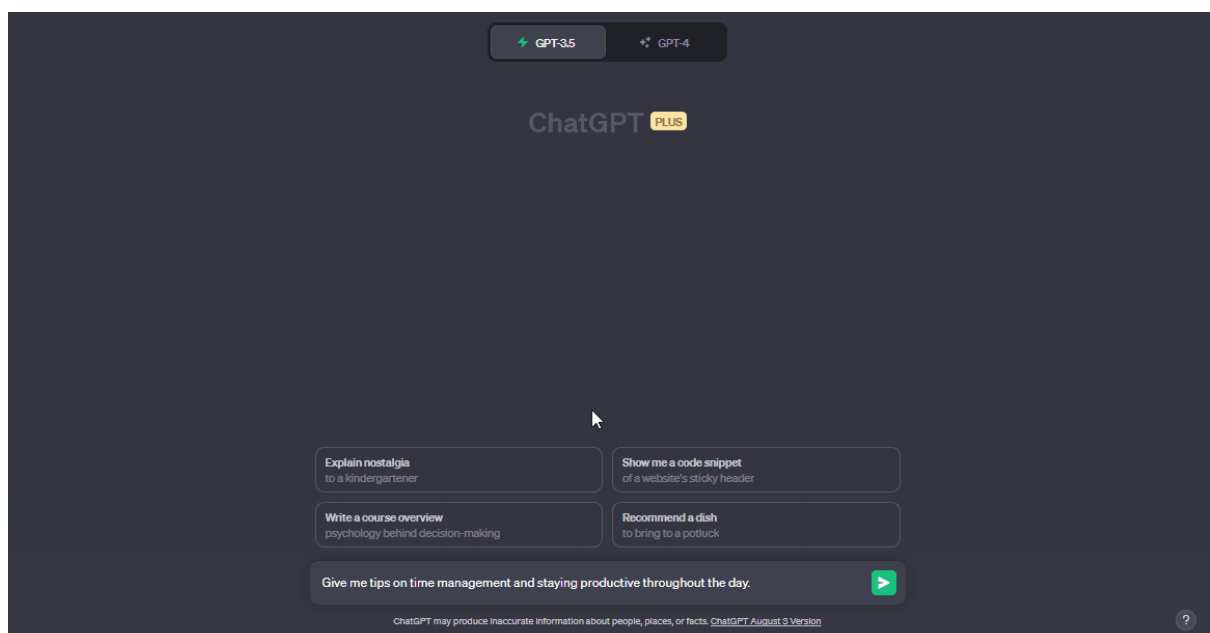 GPT-3.5
GPT-4
ChatGPT PLUS
Explain nostalgia
to a kindergartener
Show me a code snippet
of a website's sticky header
Write a course overview
psychology behind decision-making
Recommend a dish
to bring to a potluck
Give me tips on time management and staying productive throughout the day.
ChatGPT may produce inaccurate information about people, places, or facts. ChatGPT August 3 Version
?